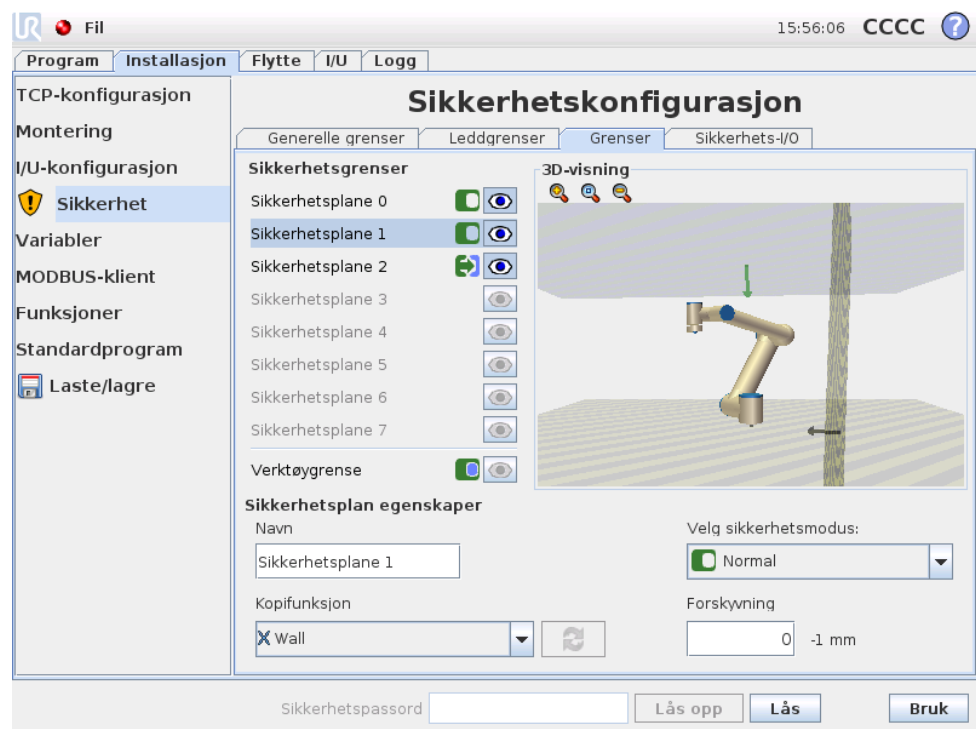 Fil 15:56:06 CCCC ?
Program Installasjon Flytte I/U Logg
TCP-konfigurasjon
Montering
I/U-konfigurasjon
Sikkerhet
Variabler
MODBUS-klient
Funksjoner
Standardprogram
Laste/lagre
Sikkerhetskonfigurasjon
Generelle grenser Leddgrenser Grenser Sikkerhets-I/O
Sikkerhetsgrenser
Sikkerhetsplane 0
Sikkerhetsplane 1
Sikkerhetsplane 2
Sikkerhetsplane 3
Sikkerhetsplane 4
Sikkerhetsplane 5
Sikkerhetsplane 6
Sikkerhetsplane 7
Verktøygrense
3D-visning
Sikkerhetsplan egenskaper
Navn
Sikkerhetsplane 1
Velg sikkerhetsmodus:
Normal
Kopifunksjon
Wall
Forskyvning
0 -1 mm
Sikkerhetspassord Lås opp Lås Bruk